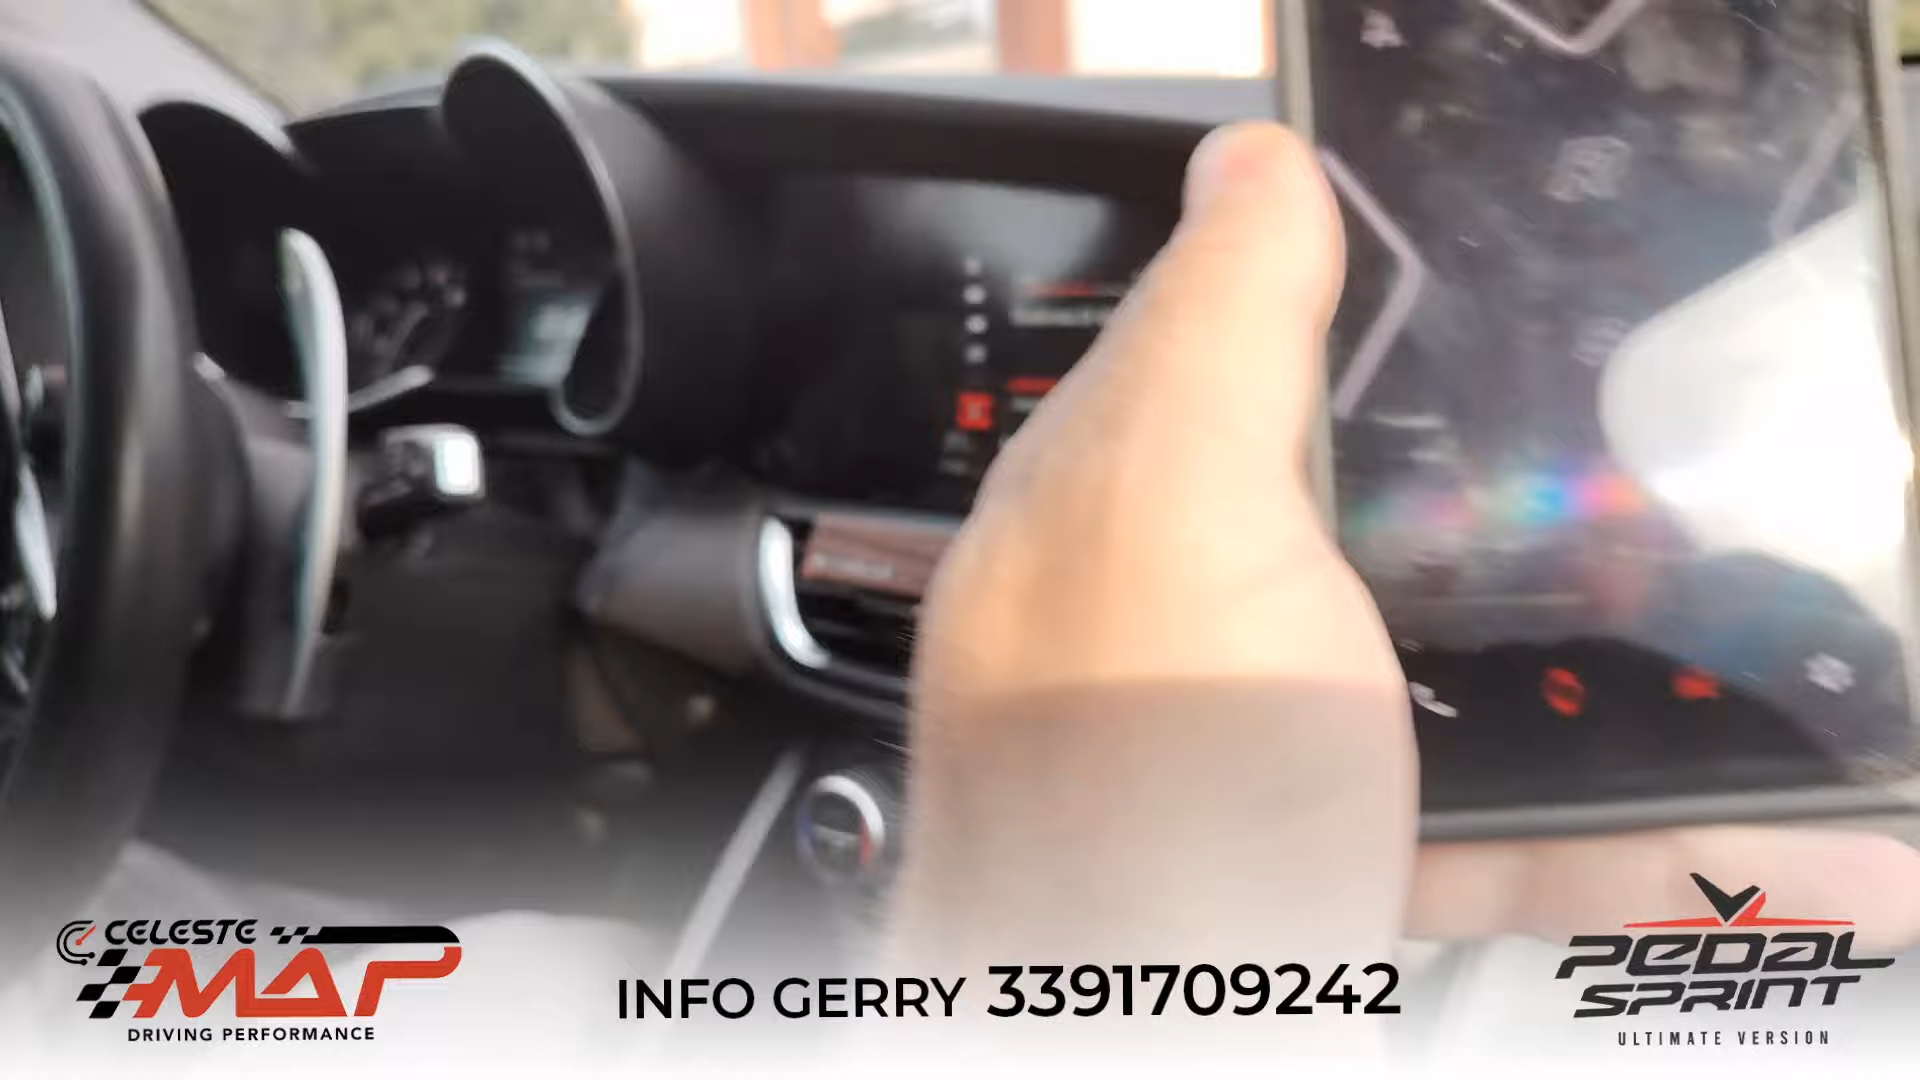 CELESTE
MAP
DRIVING PERFORMANCE
INFO GERRY 3391709242
PEDAL
SPRINT
ULTIMATE VERSION